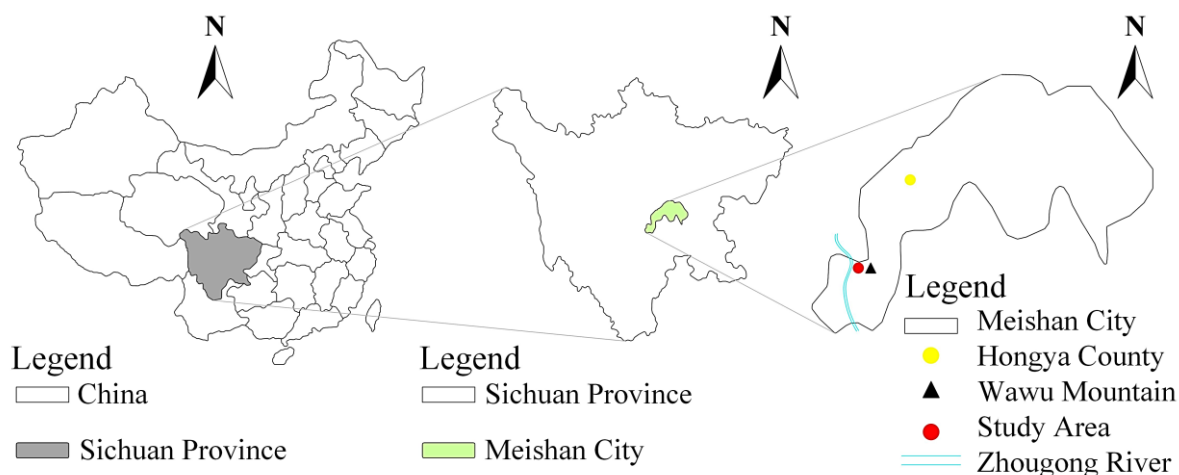 N
N
N
Legend
China
Sichuan Province
Legend
Sichuan Province
Meishan City
Legend
Meishan City
Hongya County
Wawu Mountain
Study Area
Zhougong River